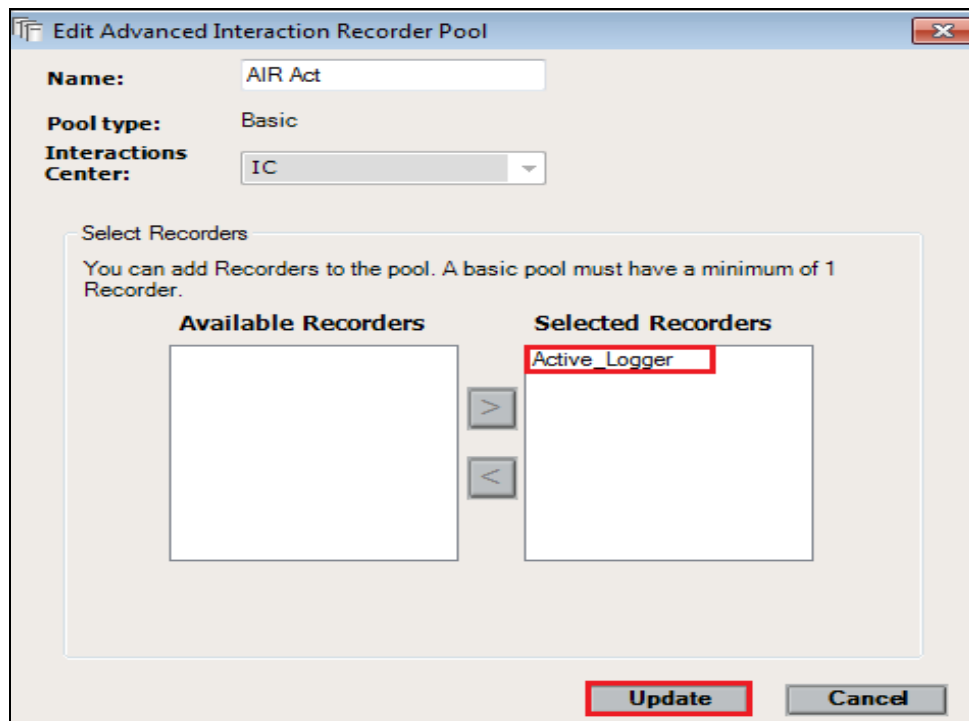 Edit Advanced Interaction Recorder Pool
Name: AIR Act
Pool type: Basic
Interactions Center: IC
Select Recorders
You can add Recorders to the pool. A basic pool must have a minimum of 1
Recorder.
Available Recorders Selected Recorders
Active_Logger
>
<
Update Cancel